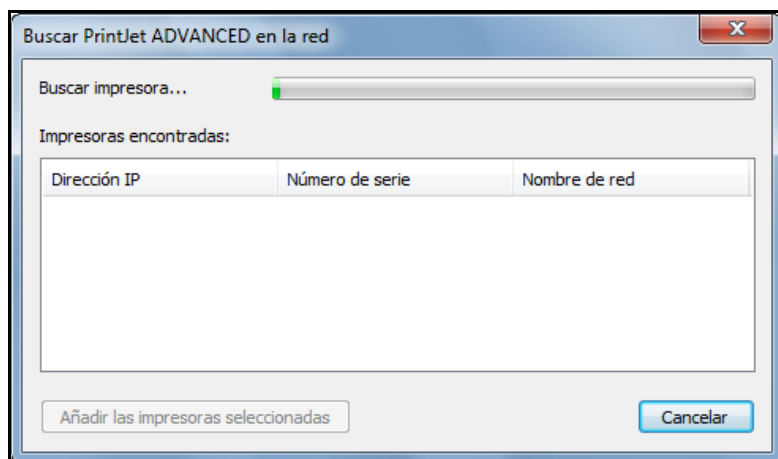 Buscar PrintJet ADVANCED en la red
Buscar impresora...
Impresoras encontradas:
Dirección IP Número de serie Nombre de red
Añadir las impresoras seleccionadas Cancelar